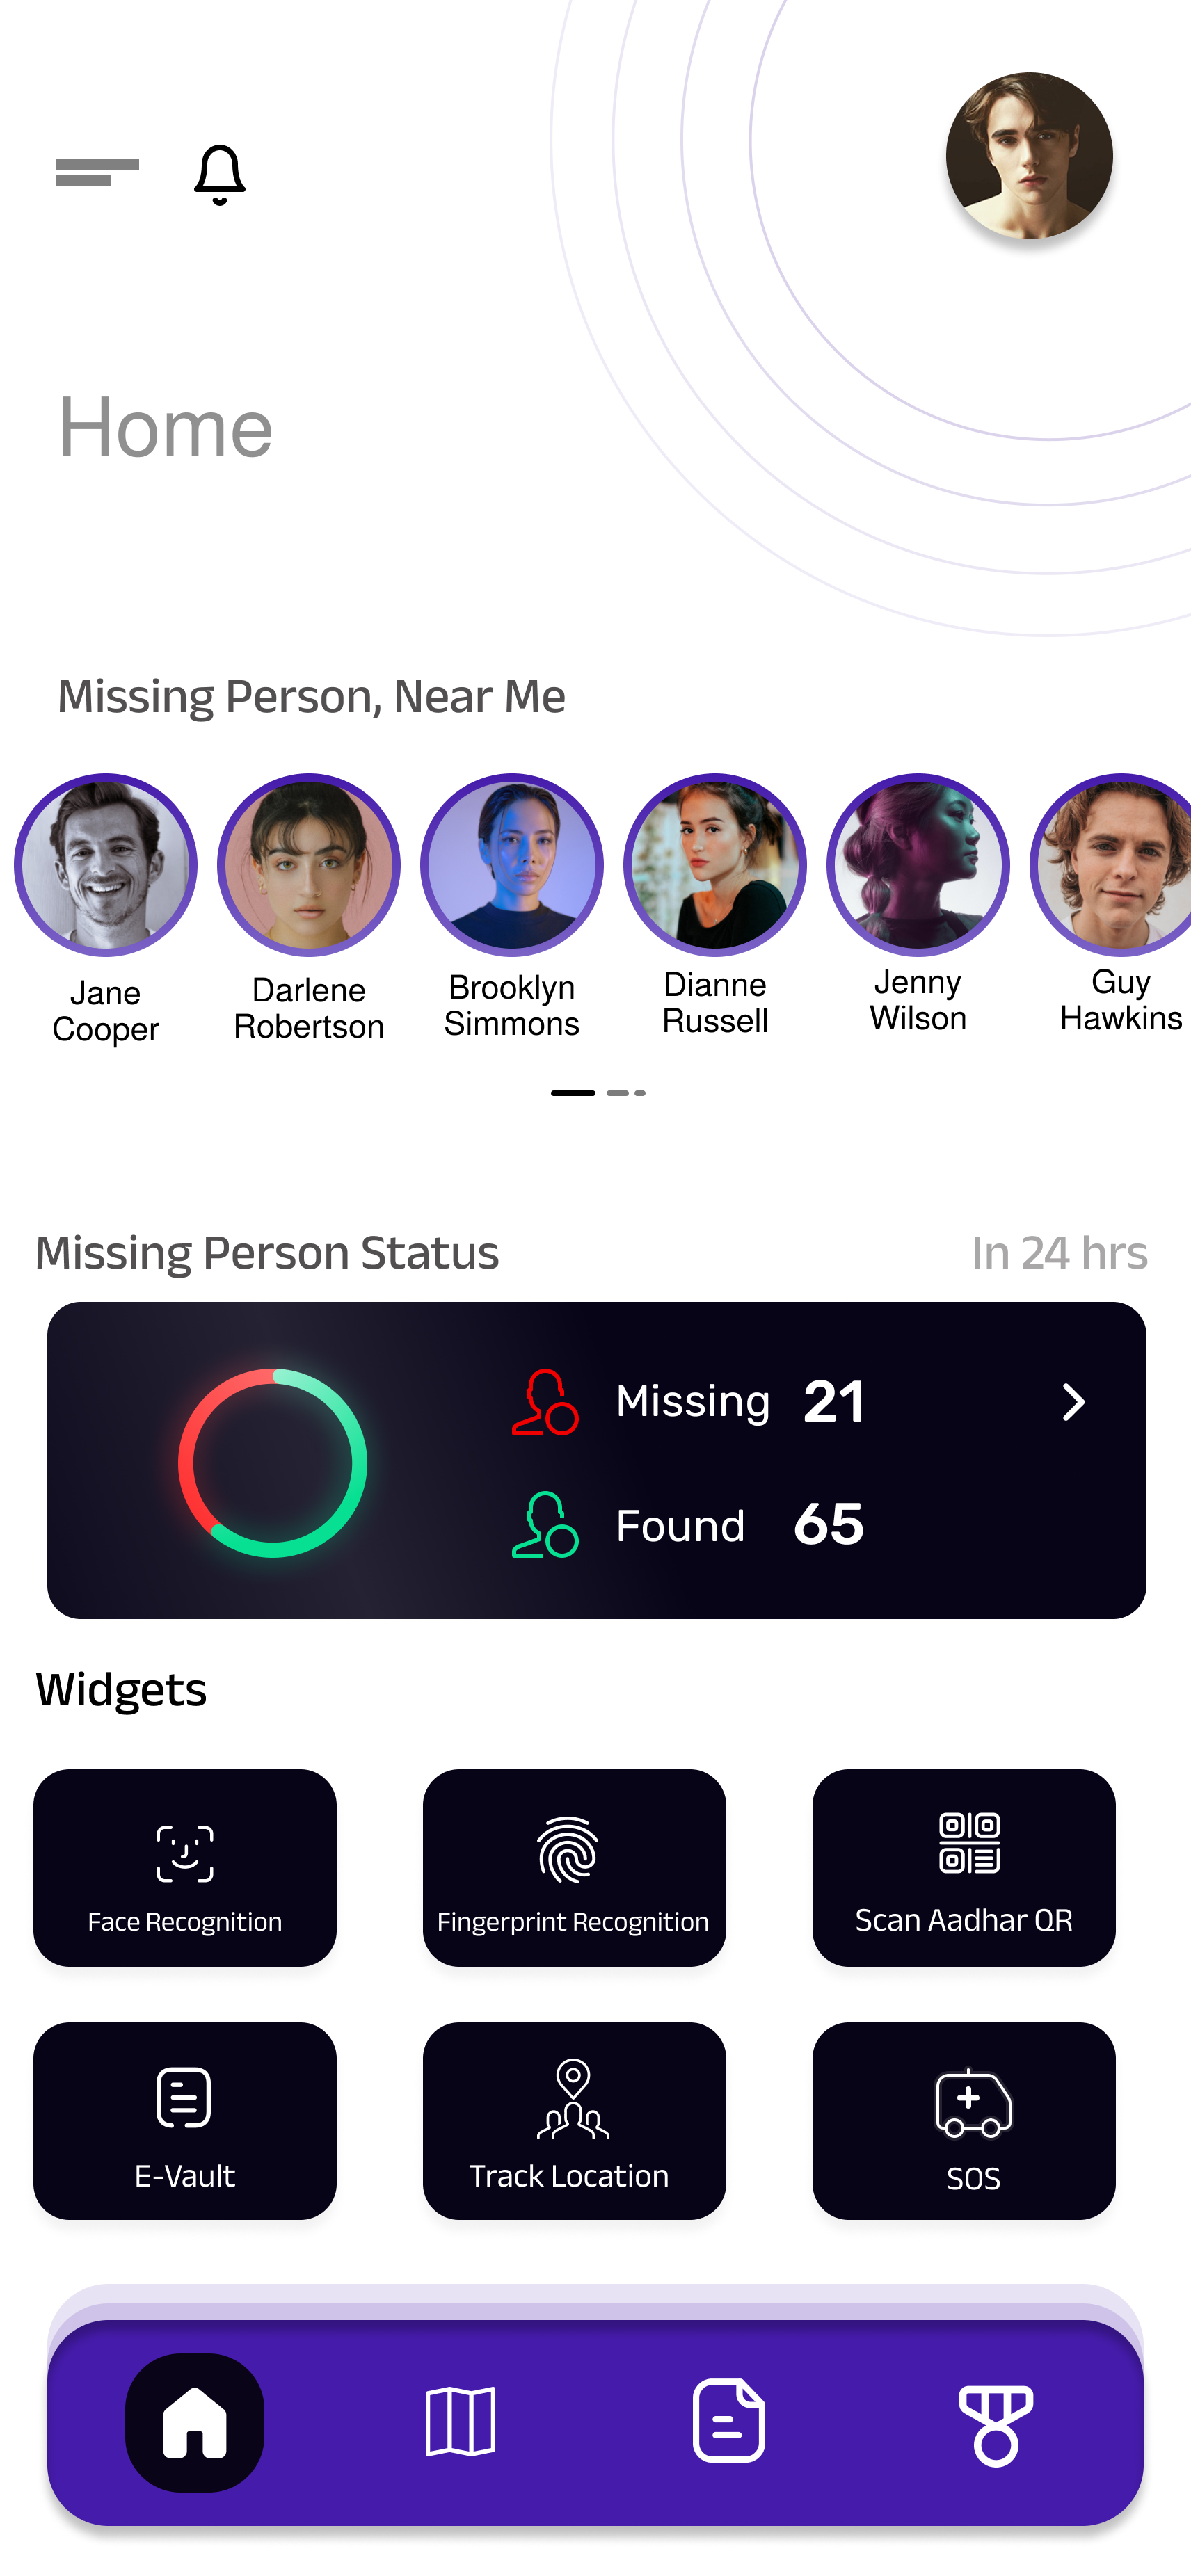 Home
Missing Person, Near Me
Jane
Cooper
Darlene
Robertson
Brooklyn
Simmons
Dianne
Russell
Jenny
Wilson
Guy
Hawkins
Missing Person Status
In 24 hrs
Missing 21
Found 65
Widgets
Face Recognition
Fingerprint Recognition
Scan Aadhar QR
E-Vault
Track Location
SOS